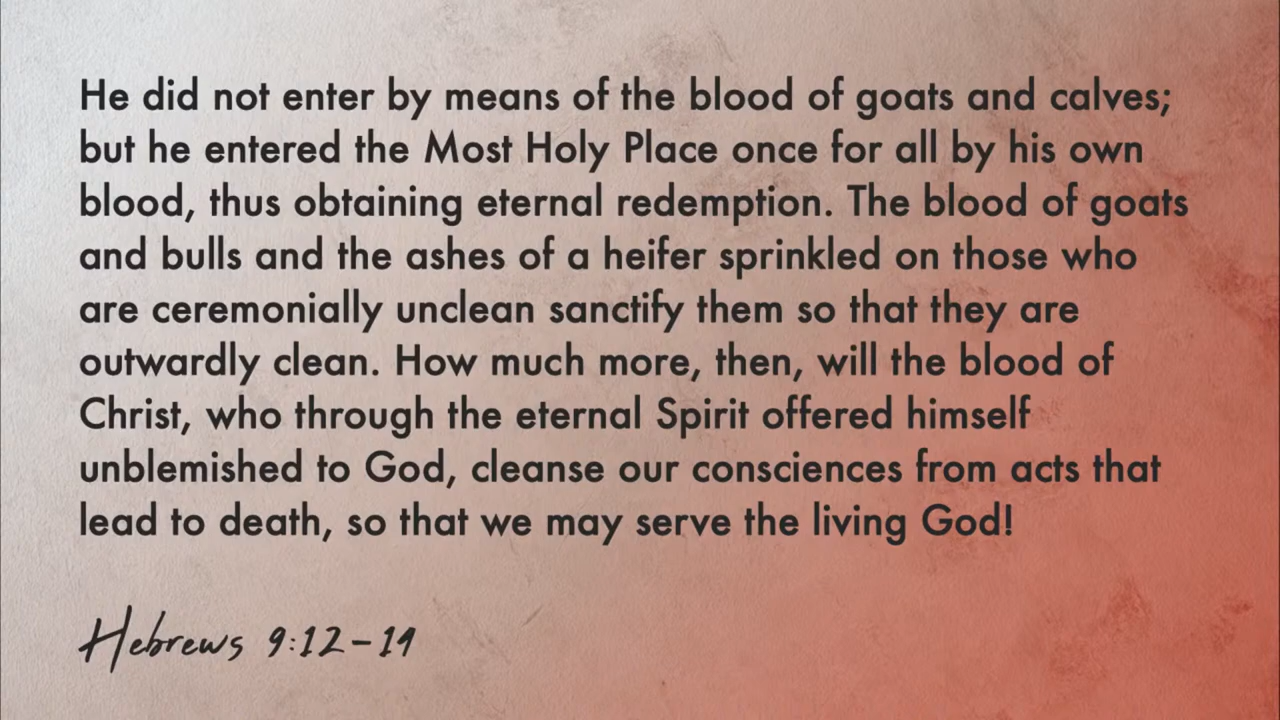 He did not enter by means of the blood of goats and calves;
but he entered the Most Holy Place once for all by his own
blood, thus obtaining eternal redemption. The blood of goats
and bulls and the ashes of a heifer sprinkled on those who
are ceremonially unclean sanctify them so that they are
outwardly clean. How much more, then, will the blood of
Christ, who through the eternal Spirit offered himself
unblemished to God, cleanse our consciences from acts that
lead to death, so that we may serve the living God!
Hebrews 9:12-14